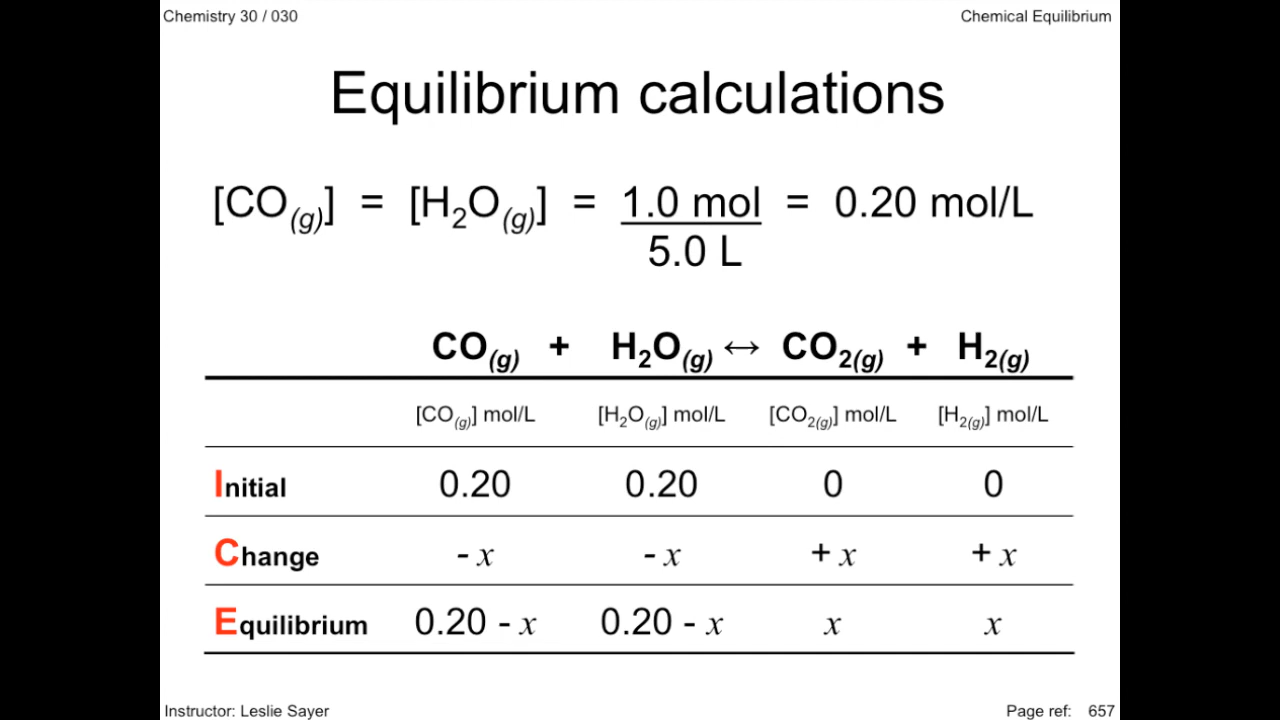 Chemistry 30 / 030
Chemical Equilibrium
Equilibrium calculations
[CO(g)] = [H₂O(g)] = 1.0 mol = 0.20 mol/L
5.0 L
CO(g) + H₂O(g) ↔ CO₂(g) + H₂(g)
[CO(g)] mol/L [H₂O(g)] mol/L [CO₂(g)] mol/L [H₂(g)] mol/L
Initial 0.20 0.20 0 0
Change - x - x + x + x
Equilibrium 0.20 - x 0.20 - x x x
Instructor: Leslie Sayer
Page ref: 657